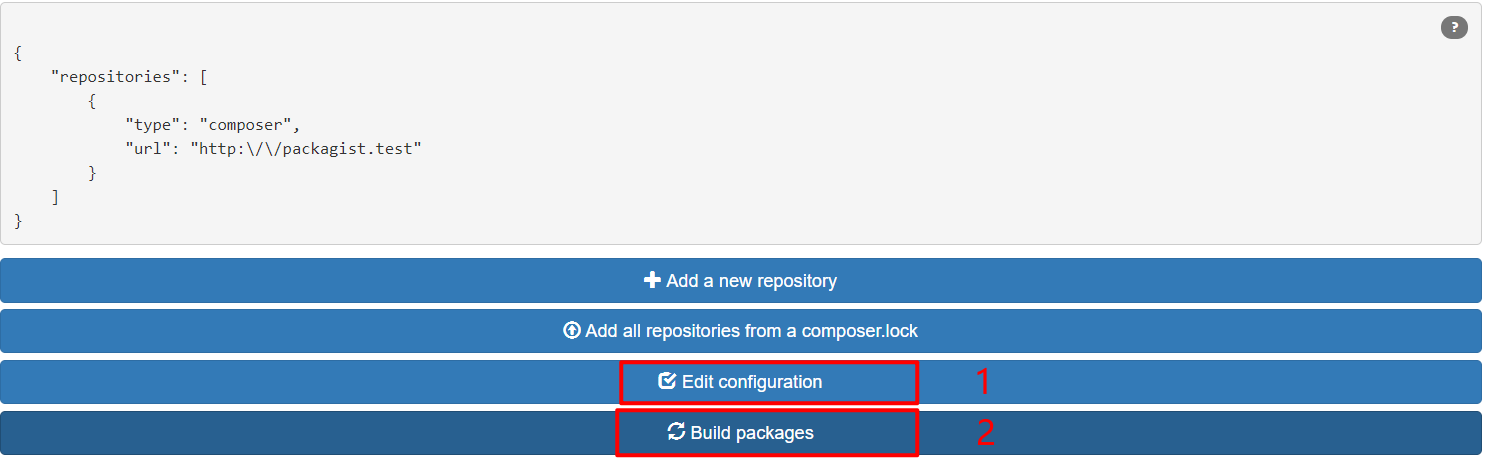 ?
{
    "repositories": [
        {
            "type": "composer",
            "url": "http:\/\/packagist.test"
        }
    ]
}
Add a new repository
Add all repositories from a composer.lock
Edit configuration 1
Build packages 2